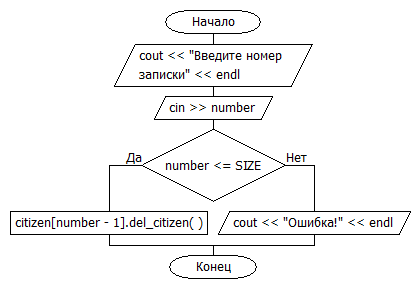 Начало
cout << "Введите номер
записки" << endl
cin >> number
number <= SIZE
Да
Нет
citizen[number - 1].del_citizen( )
cout << "Ошибка!" << endl
Конец